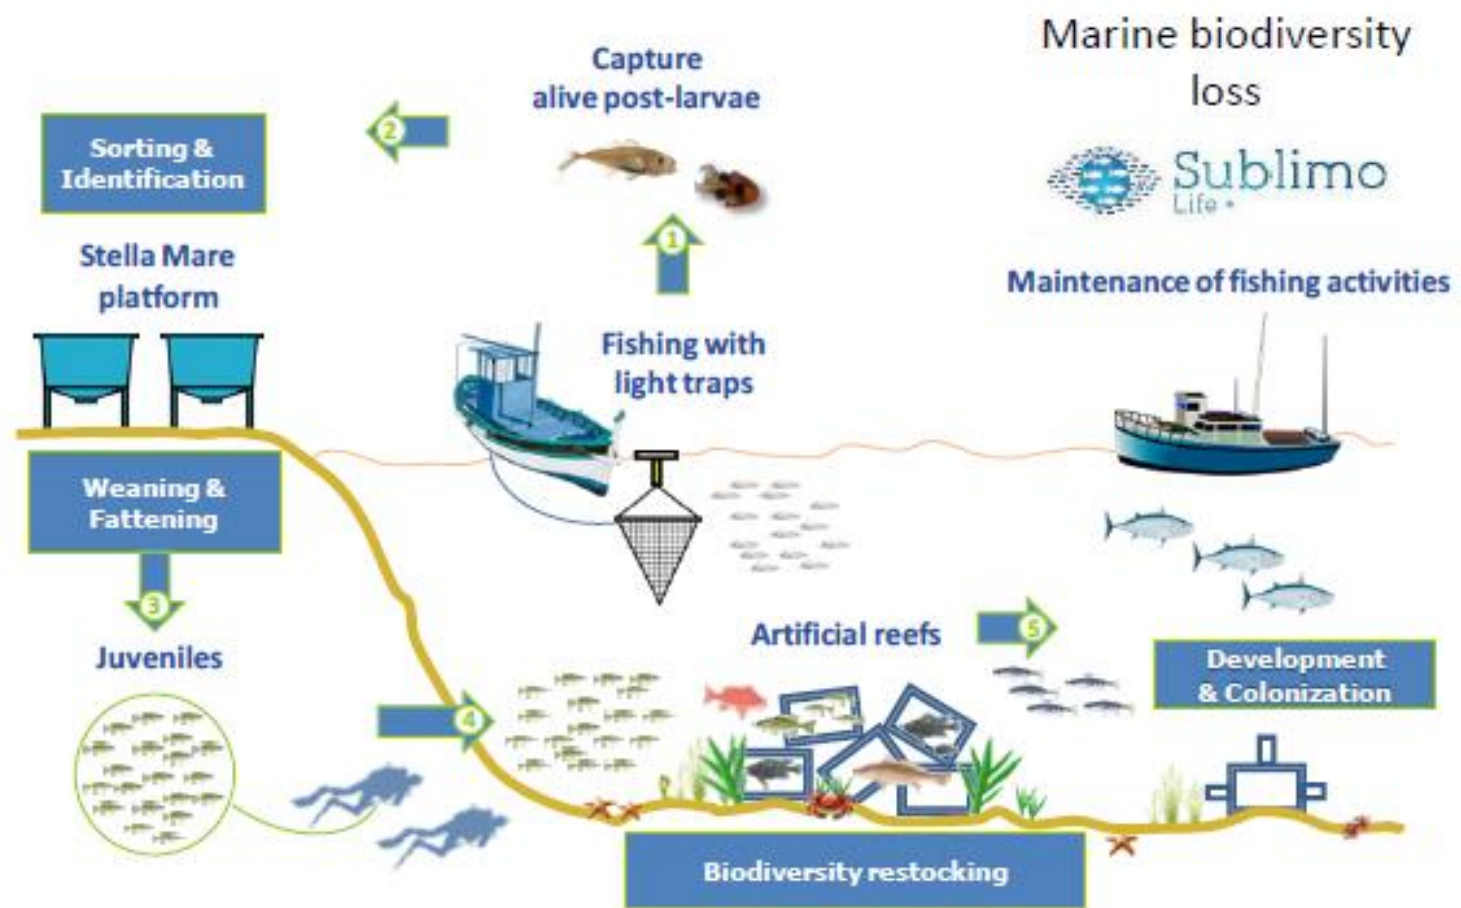 Marine biodiversity
loss
Sublimo
Life +
Capture
alive post-larvae
2
Sorting &
Identification
1
Stella Mare
platform
Fishing with
light traps
Maintenance of fishing activities
Weaning &
Fattening
3
Juveniles
4
Artificial reefs
5
Development
& Colonization
Biodiversity restocking